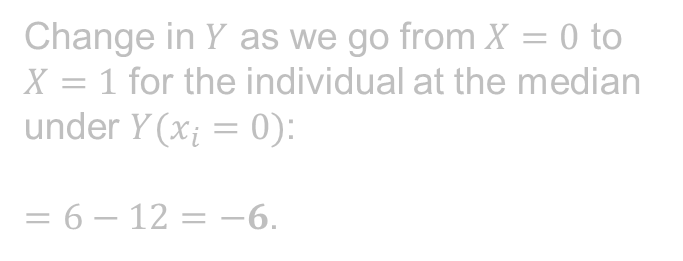 Change in Y as we go from X = 0 to
X = 1 for the individual at the median
under Y(xᵢ = 0):
= 6 − 12 = −6.